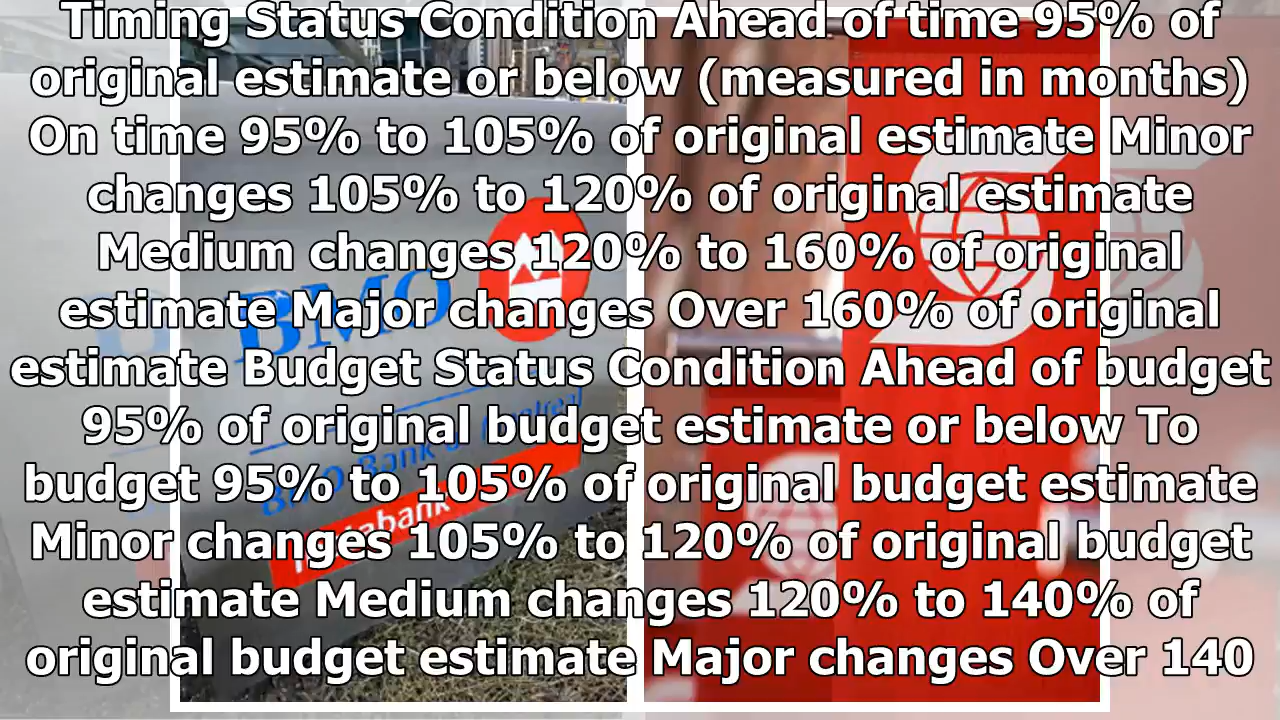 Timing Status Condition Ahead of time 95% of
original estimate or below (measured in months)
On time 95% to 105% of original estimate Minor
changes 105% to 120% of original estimate
Medium changes 120% to 160% of original
estimate Major changes Over 160% of original
estimate Budget Status Condition Ahead of budget
95% of original budget estimate or below To
budget 95% to 105% of original budget estimate
Minor changes 105% to 120% of original budget
estimate Medium changes 120% to 140% of
original budget estimate Major changes Over 140
BMO